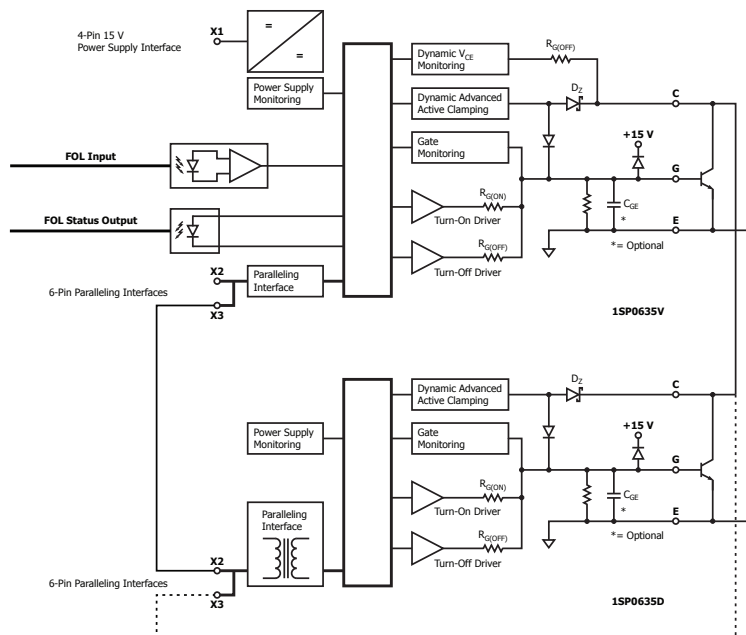 4-Pin 15 V
Power Supply Interface
X1
=
=
Power Supply
Monitoring
FOL Input
FOL Status Output
X2
6-Pin Paralleling Interfaces
X3
Paralleling
Interface
Dynamic VCE
Monitoring
RG(OFF)
Dynamic Advanced
Active Clamping
DZ
C
Gate
Monitoring
+15 V
G
RG(ON)
Turn-On Driver
CGE
*
RG(OFF)
Turn-Off Driver
E
*= Optional
1SP0635V
Dynamic Advanced
Active Clamping
DZ
C
Power Supply
Monitoring
Gate
Monitoring
+15 V
G
RG(ON)
Turn-On Driver
CGE
*
Paralleling
Interface
RG(OFF)
Turn-Off Driver
E
*= Optional
X2
6-Pin Paralleling Interfaces
X3
1SP0635D